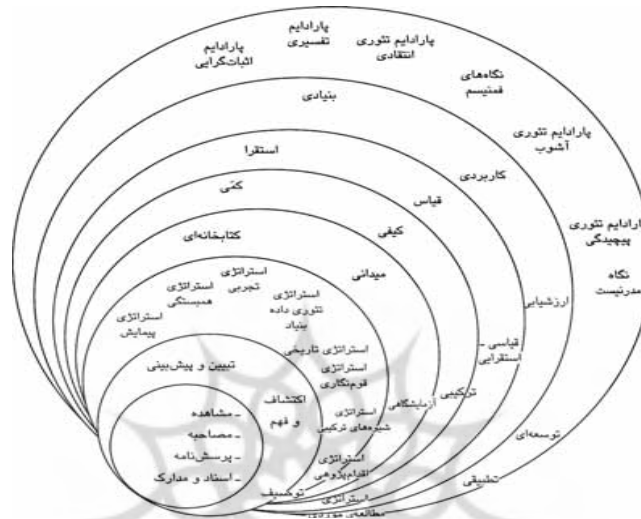 پارادایم
اثبات‌گرایی
پارادایم
تفسیری
پارادایم تئوری
انتقادی
نگاه‌های
فمنیسم
پارادایم تئوری
آشوب
ارادایم تئوری
پیچیدگی
نگاه
مدرنیست
بنیادی
کاربردی
ارزشیابی
توسعه‌ای
تطبیقی
استقرا
قیاس
قیاسی -
استقرایی
کمّی
کیفی
ترکیبی
کتابخانه‌ای
میدانی
آزمایشگاهی
استراتژی
پیمایش
استراتژی
همبستگی
استراتژی
تجربی
استراتژی
تئوری داده
بنیاد
استراتژی تاریخی
استراتژی
قوم‌نگاری
استراتژی
شیوه‌های ترکیبی
استراتژی
اقدام‌پژوهی
استراتژی
مطالعه‌ی موردی
تبیین و پیش‌بینی
اکتشاف
و فهم
توصیف
- مشاهده
- مصاحبه
- پرسش‌نامه
- اسناد و مدارک